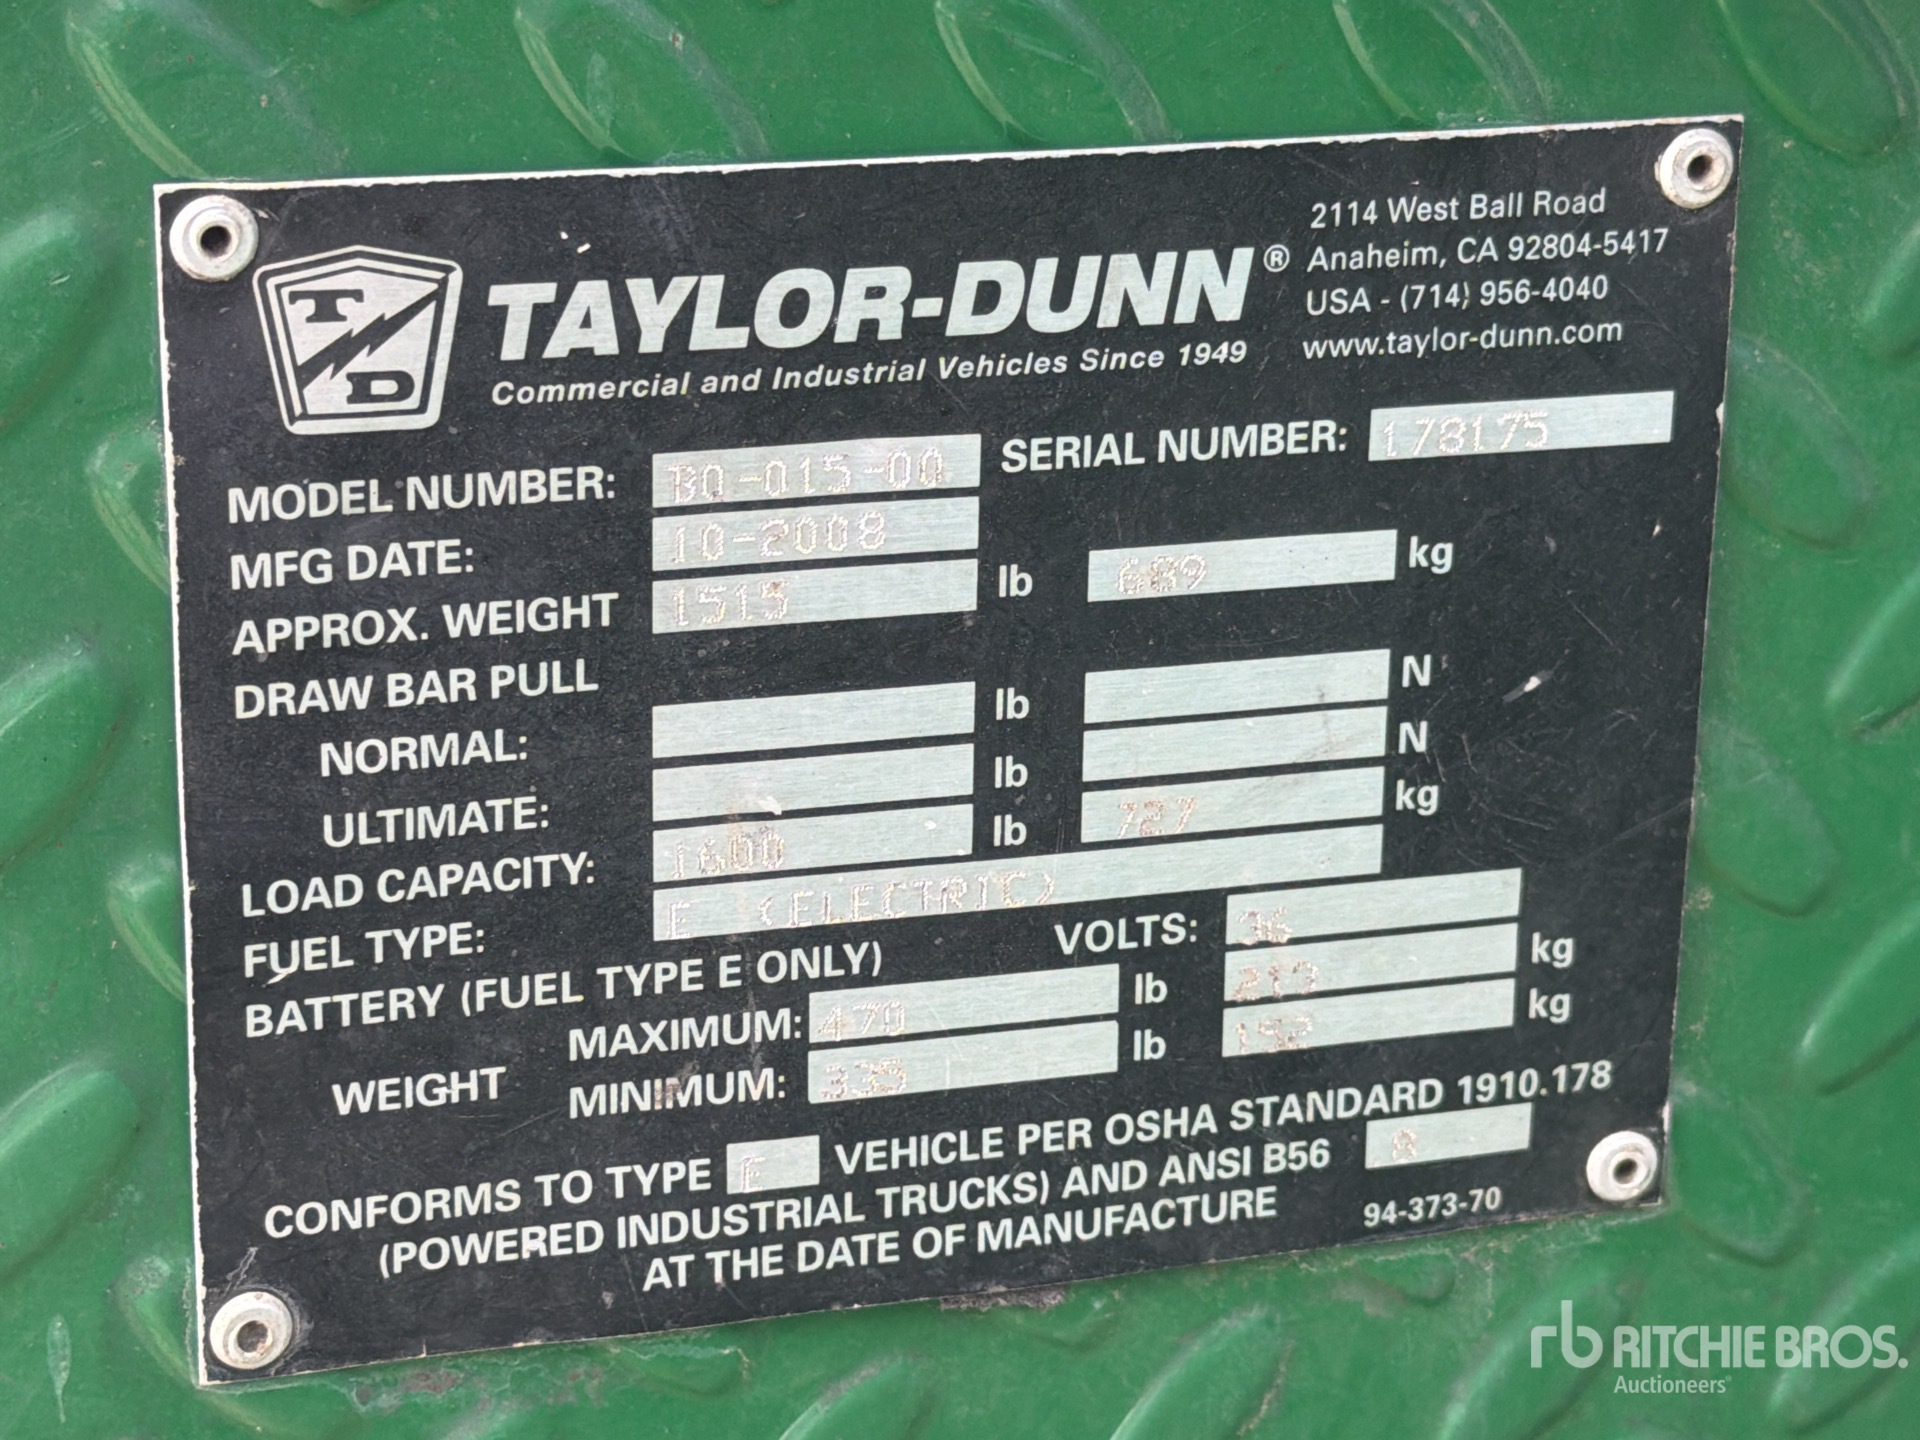 2114 West Ball Road
Anaheim, CA 92804-5417
USA - (714) 956-4040
www.taylor-dunn.com
T D
TAYLOR-DUNN®
Commercial and Industrial Vehicles Since 1949
MODEL NUMBER: B0-015-00 SERIAL NUMBER: 178175
MFG DATE: 10-2008
APPROX. WEIGHT 1515 lb 689 kg
DRAW BAR PULL
NORMAL: lb N
ULTIMATE: lb N
LOAD CAPACITY: 1600 lb 727 kg
FUEL TYPE: E (ELECTRIC)
BATTERY (FUEL TYPE E ONLY) VOLTS: 36
WEIGHT
MAXIMUM: 470 lb 213 kg
MINIMUM: 335 lb 152 kg
CONFORMS TO TYPE E VEHICLE PER OSHA STANDARD 1910.178
(POWERED INDUSTRIAL TRUCKS) AND ANSI B56 .8
AT THE DATE OF MANUFACTURE 94-373-70
rb RITCHIE BROS.
Auctioneers